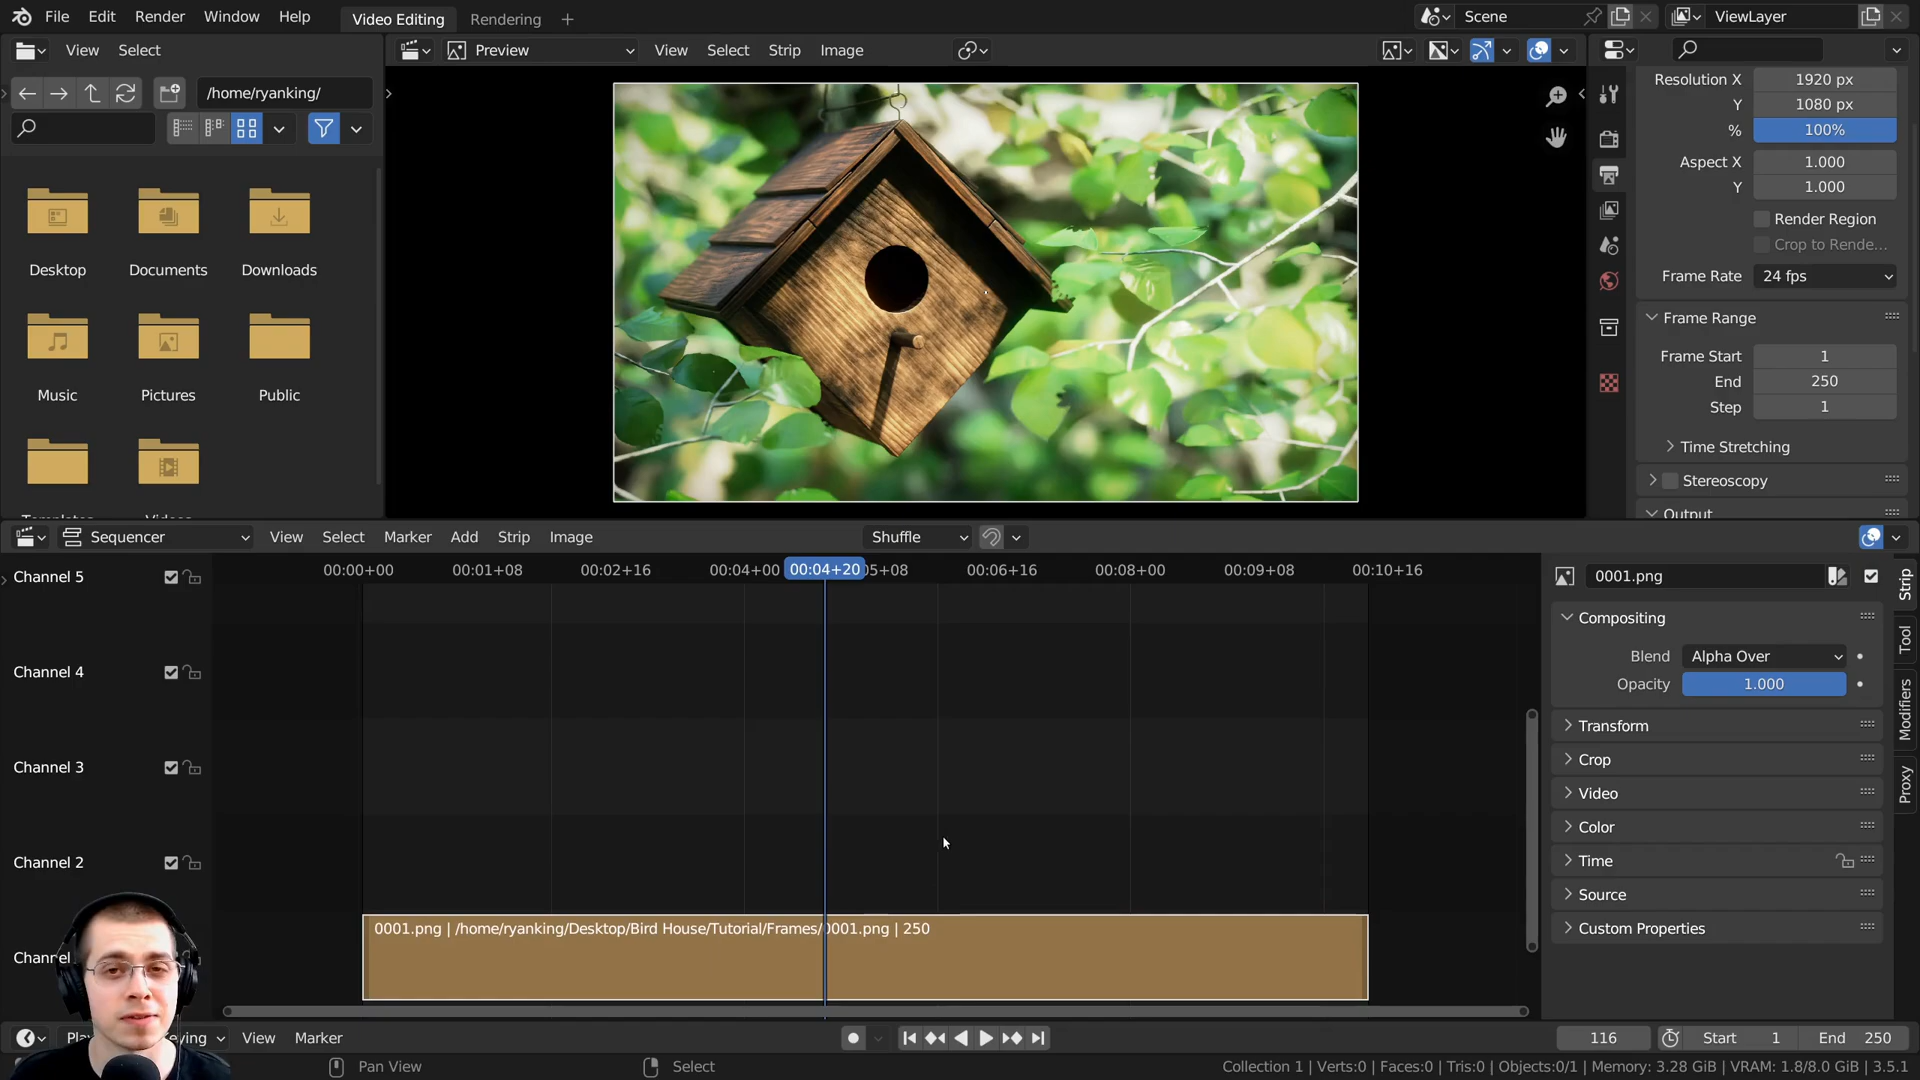 File Edit Render Window Help Video Editing Rendering + Scene ViewLayer
View Select
Preview View Select Strip Image
/home/ryanking/
Desktop Documents Downloads
Music Pictures Public
Resolution X 1920 px
Y 1080 px
% 100%
Aspect X 1.000
Y 1.000
Render Region
Crop to Rende...
Frame Rate 24 fps
Frame Range
Frame Start 1
End 250
Step 1
Time Stretching
Stereoscopy
Output
Sequencer View Select Marker Add Strip Image Shuffle
00:00+00 00:01+08 00:02+16 00:04+00 00:04+20 05+08 00:06+16 00:08+00 00:09+08 00:10+16
Channel 5
Channel 4
Channel 3
Channel 2
0001.png | /home/ryanking/Desktop/Bird House/Tutorial/Frames/0001.png | 250
0001.png
Compositing
Blend Alpha Over
Opacity 1.000
Transform
Crop
Video
Color
Time
Source
Custom Properties
Strip
Tool
Modifiers
Proxy
View Marker 116 Start 1 End 250
Pan View Select Collection 1 | Verts:0 | Faces:0 | Tris:0 | Objects:0/1 | Memory: 3.28 GiB | VRAM: 1.8/8.0 GiB | 3.5.1